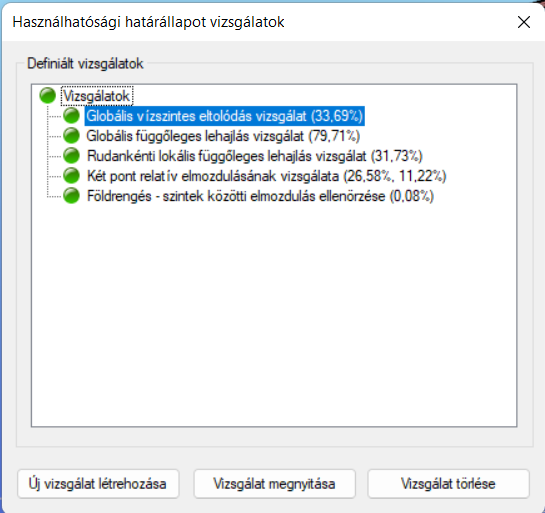 Használhatósági határállapot vizsgálatok
Definiált vizsgálatok
Vizsgálatok
Globális vízszintes eltolódás vizsgálat (33,69%)
Globális függőleges lehajlás vizsgálat (79,71%)
Rudankénti lokális függőleges lehajlás vizsgálat (31,73%)
Két pont relatív elmozdulásának vizsgálata (26,58%, 11,22%)
Földrengés - szintek közötti elmozdulás ellenőrzése (0,08%)
Új vizsgálat létrehozása
Vizsgálat megnyitása
Vizsgálat törlése